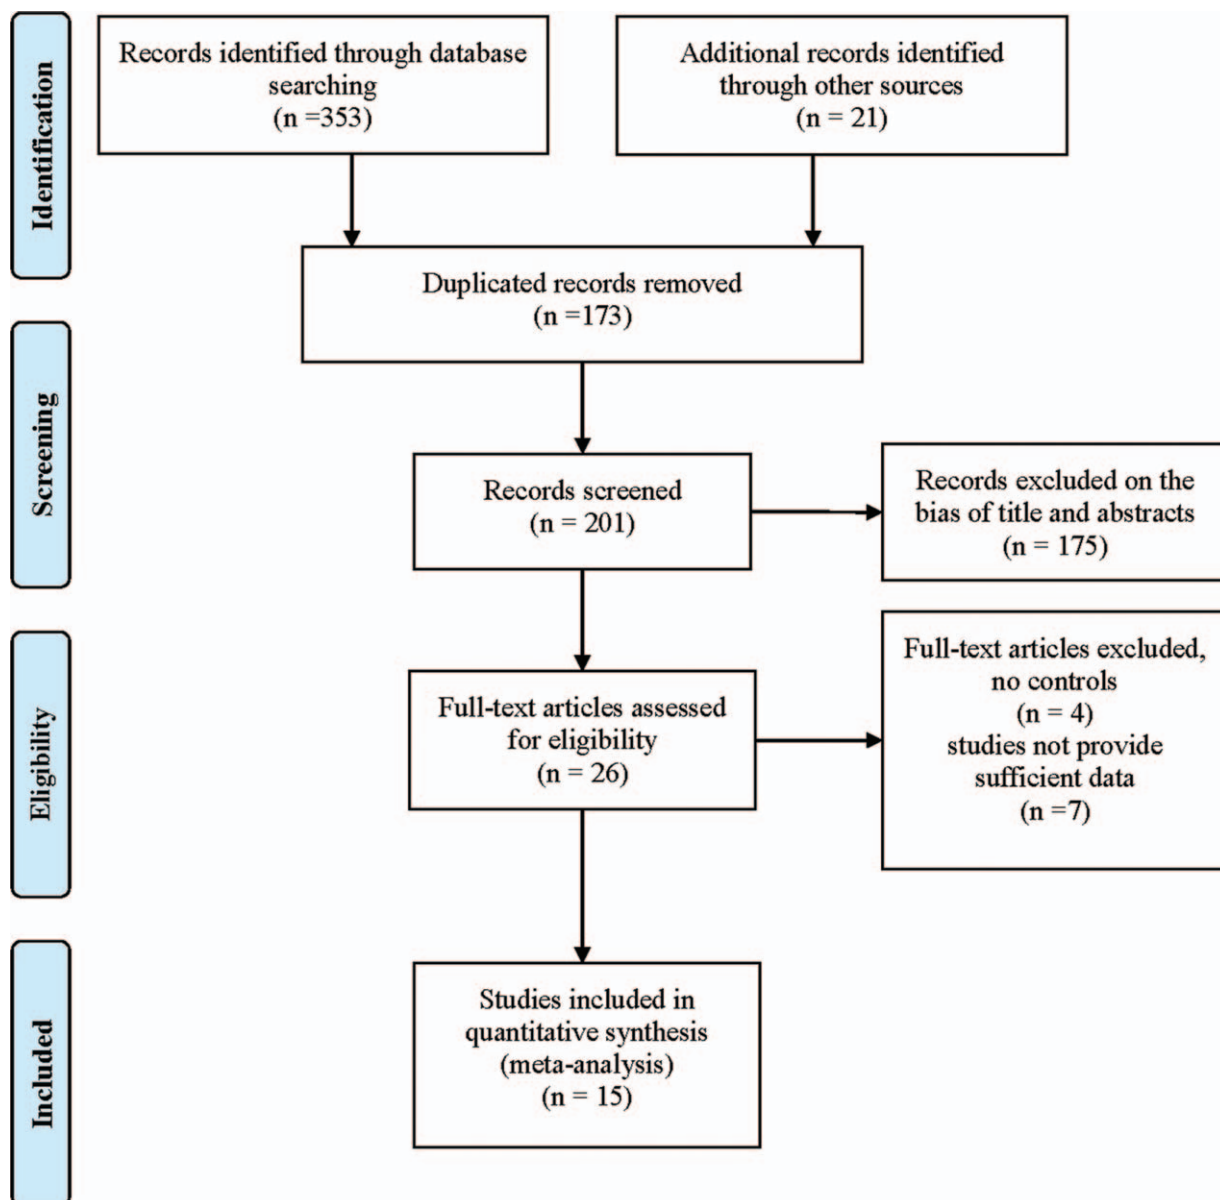 Identification
Records identified through database
searching
(n =353)
Additional records identified
through other sources
(n = 21)
Duplicated records removed
(n =173)
Screening
Records screened
(n = 201)
Records excluded on the
bias of title and abstracts
(n = 175)
Eligibility
Full-text articles assessed
for eligibility
(n = 26)
Full-text articles excluded,
no controls
(n = 4)
studies not provide
sufficient data
(n =7)
Included
Studies included in
quantitative synthesis
(meta-analysis)
(n = 15)